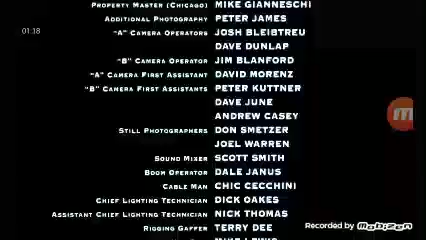 Property Master (Chicago) Mike Gianneschi
Additional Photography Peter James
01:18
"A" Camera Operators Josh Bleibtreu
Dave Dunlap
"B" Camera Operator Jim Blanford
"A" Camera First Assistant David Morenz
"B" Camera First Assistants Peter Kuttner
Dave June
Andrew Casey
Still Photographers Don Smetzer
Joel Warren
Sound Mixer Scott Smith
Boom Operator Dale Janus
Cable Man Chic Cecchini
Chief Lighting Technician Dick Oakes
Assistant Chief Lighting Technician Nick Thomas
Rigging Gaffer Terry Dee
Recorded by Mobizen